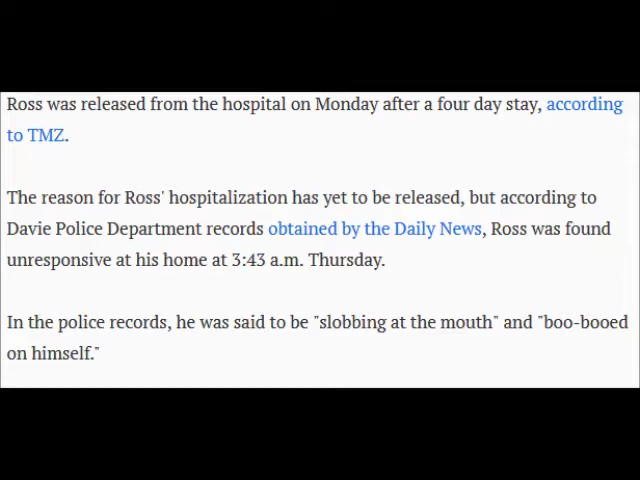 Ross was released from the hospital on Monday after a four day stay, according
to TMZ.
The reason for Ross' hospitalization has yet to be released, but according to
Davie Police Department records obtained by the Daily News, Ross was found
unresponsive at his home at 3:43 a.m. Thursday.
In the police records, he was said to be "slobbing at the mouth" and "boo-booed
on himself."